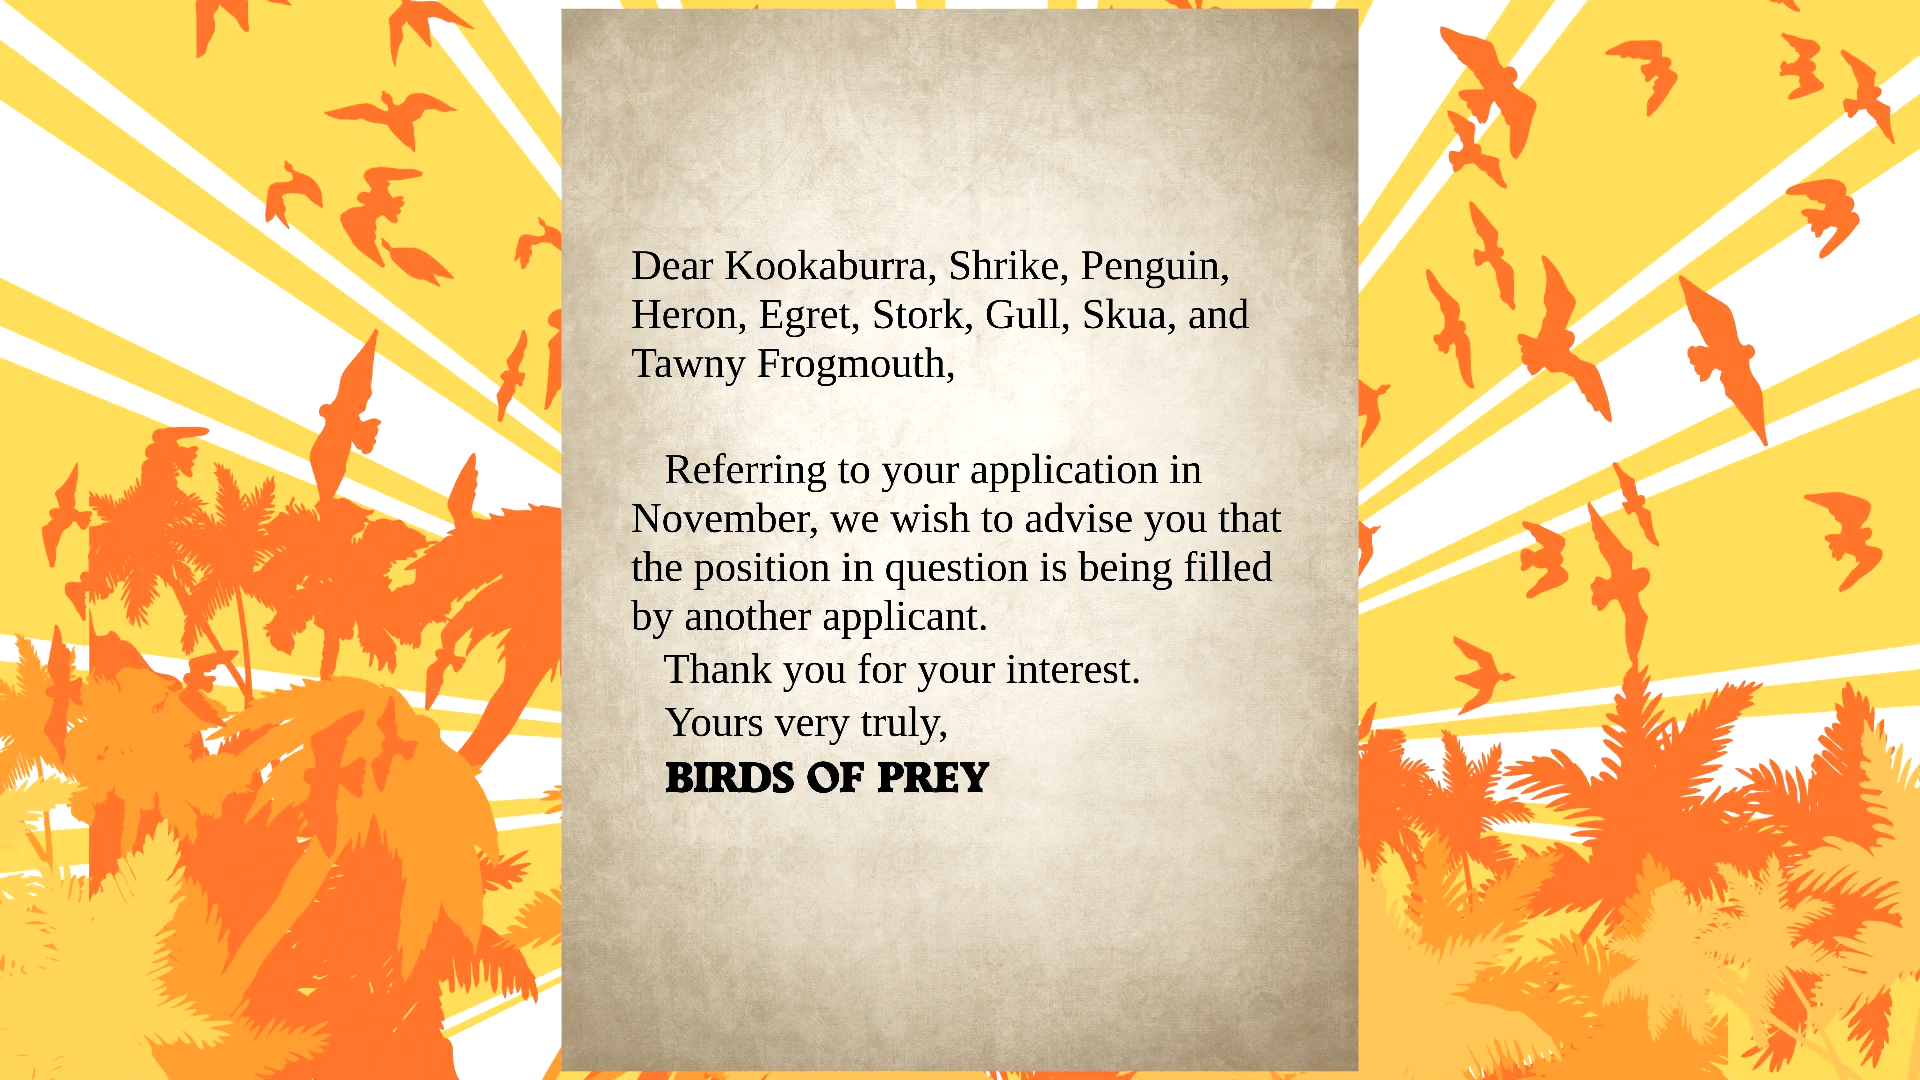 Dear Kookaburra, Shrike, Penguin,
Heron, Egret, Stork, Gull, Skua, and
Tawny Frogmouth,
Referring to your application in
November, we wish to advise you that
the position in question is being filled
by another applicant.
Thank you for your interest.
Yours very truly,
BIRDS OF PREY